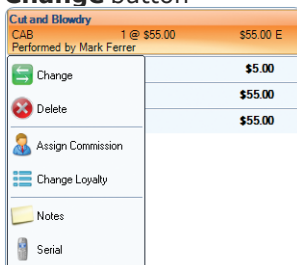 Change button
Cut and Blowdry
CAB 1 @ $55.00 $55.00 E
Performed by Mark Ferrer
Change $5.00
$55.00
Delete
$55.00
Assign Commission
Change Loyalty
Notes
Serial